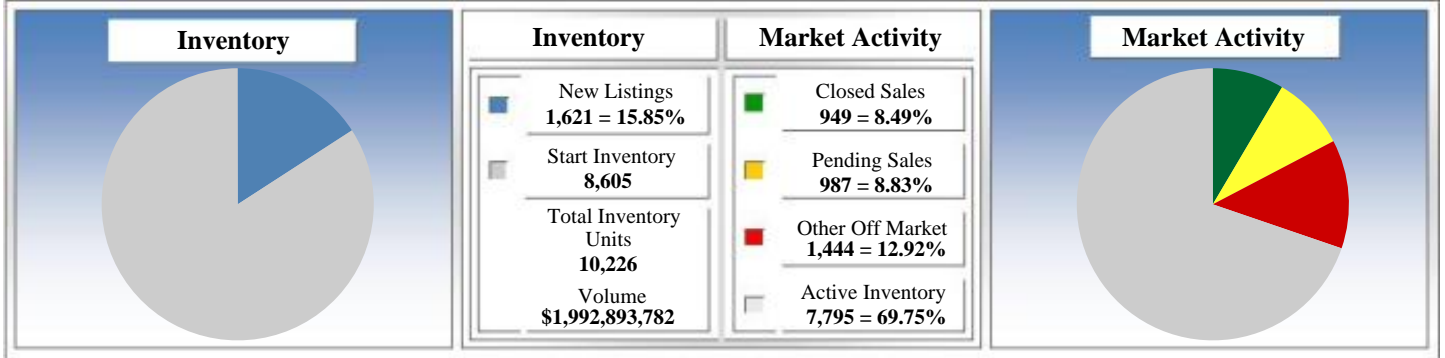 Inventory
Inventory
Market Activity
New Listings
1,621 = 15.85%
Start Inventory
8,605
Total Inventory
Units
10,226
Volume
$1,992,893,782
Closed Sales
949 = 8.49%
Pending Sales
987 = 8.83%
Other Off Market
1,444 = 12.92%
Active Inventory
7,795 = 69.75%
Market Activity